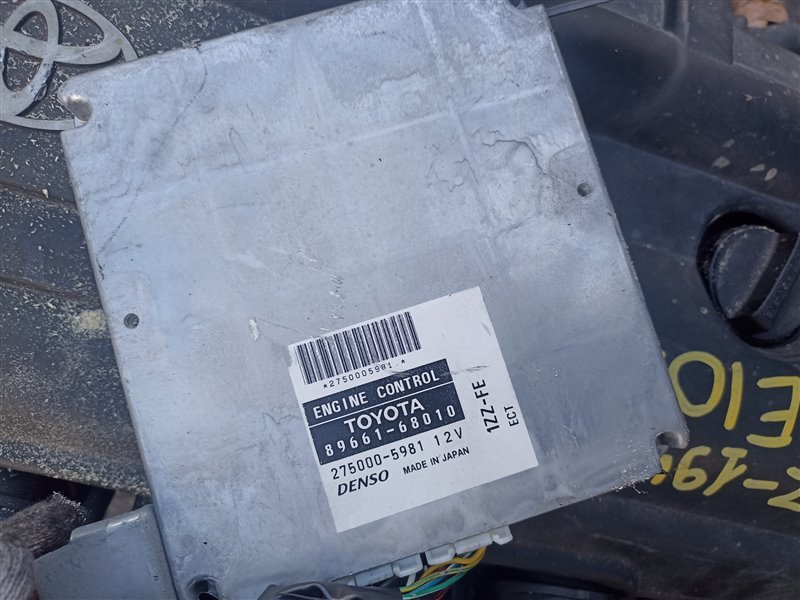 *2750005981.*
ENGINE CONTROL
TOYOTA
89661-68010
275000-5981 12V
DENSO MADE IN JAPAN
1ZZ-FE
ECT